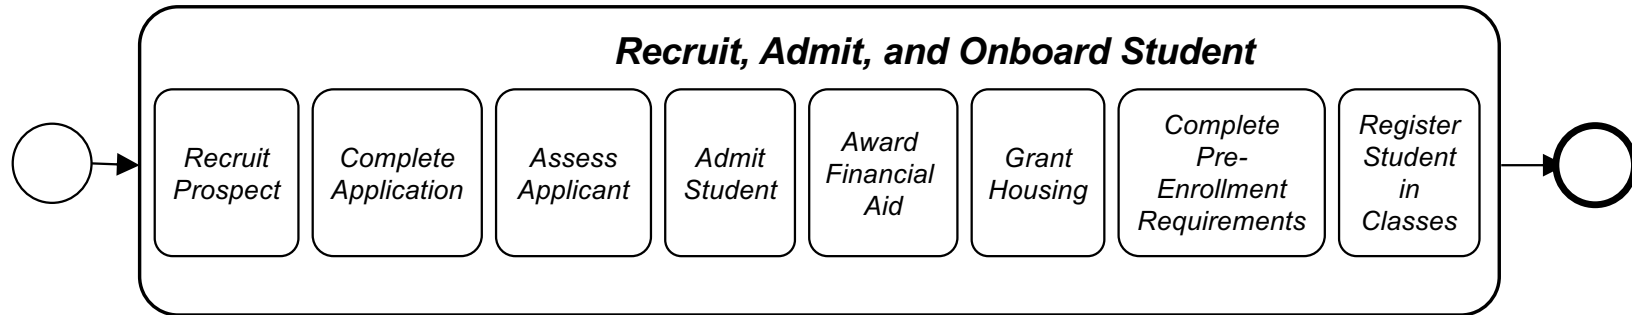 Recruit, Admit, and Onboard Student
Recruit
Prospect
Complete
Application
Assess
Applicant
Admit
Student
Award
Financial
Aid
Grant
Housing
Complete
Pre-
Enrollment
Requirements
Register
Student
in
Classes